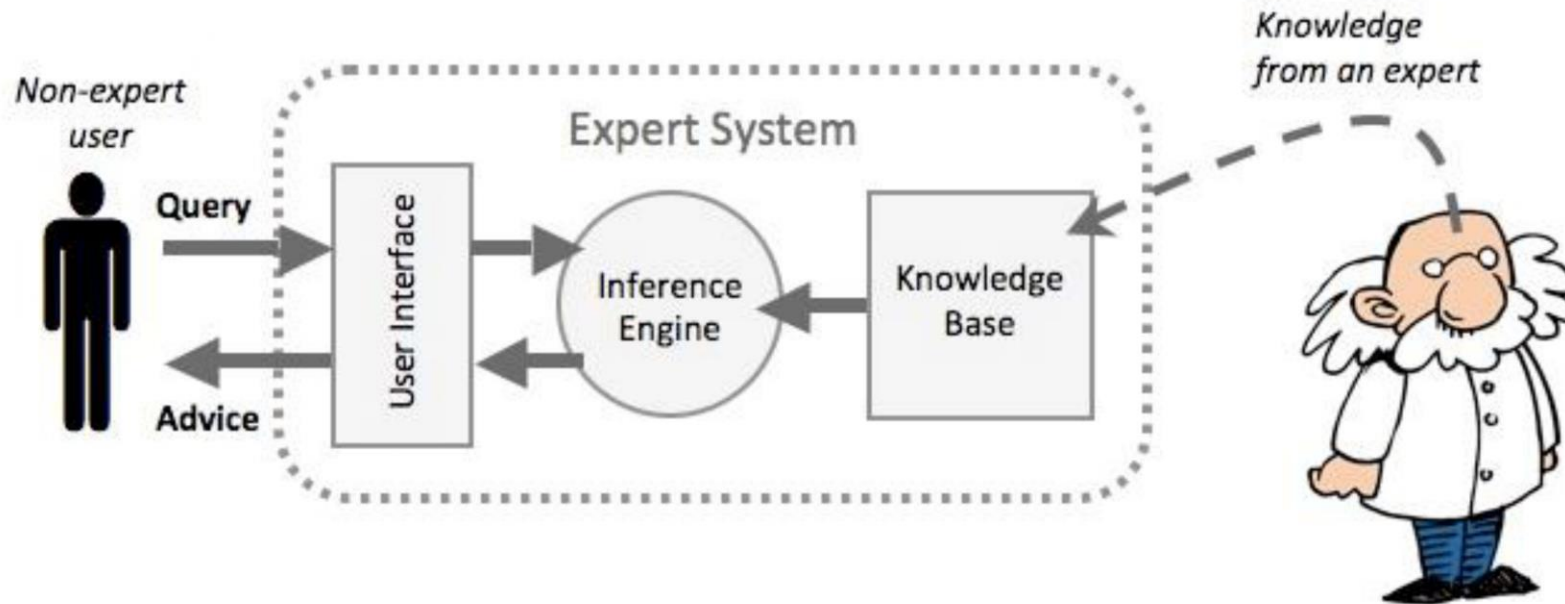 Knowledge
from an expert
Non-expert
user
Expert System
Query
User Interface
Inference
Engine
Knowledge
Base
Advice